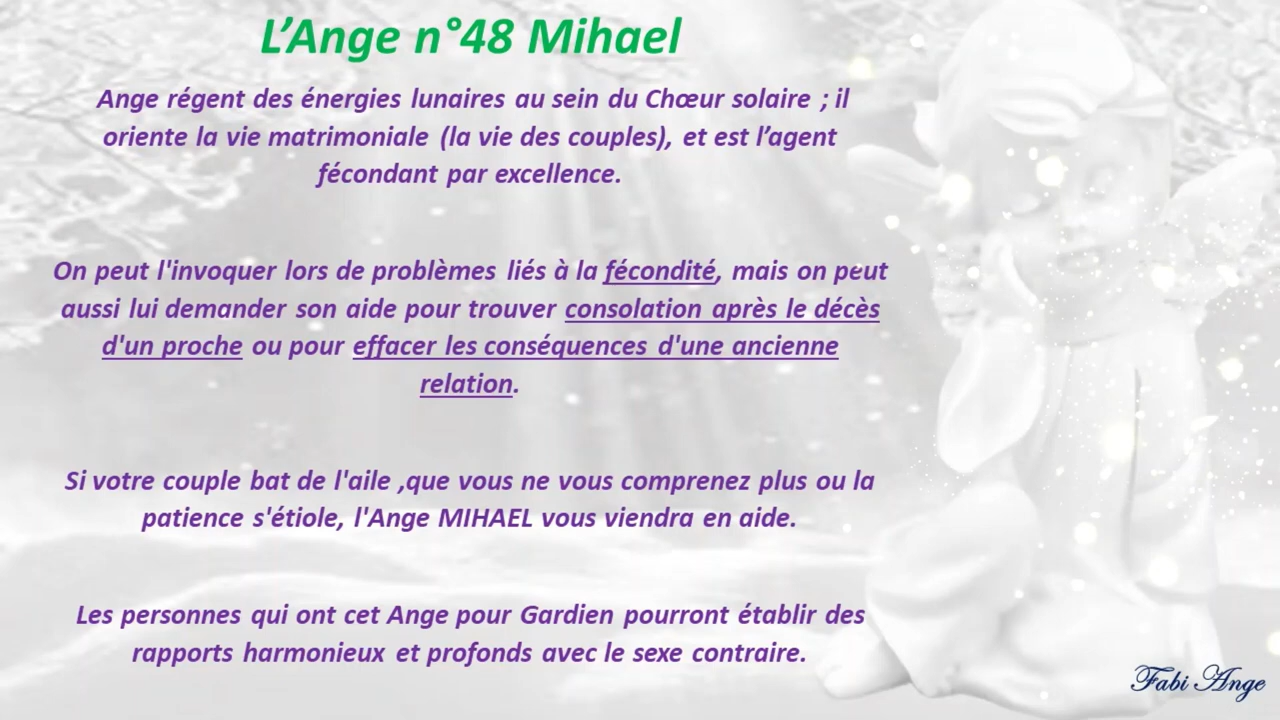 L’Ange n°48 Mihael
Ange régent des énergies lunaires au sein du Chœur solaire ; il
oriente la vie matrimoniale (la vie des couples), et est l’agent
fécondant par excellence.
On peut l'invoquer lors de problèmes liés à la fécondité, mais on peut
aussi lui demander son aide pour trouver consolation après le décès
d'un proche ou pour effacer les conséquences d'une ancienne
relation.
Si votre couple bat de l'aile ,que vous ne vous comprenez plus ou la
patience s'étiole, l'Ange MIHAEL vous viendra en aide.
Les personnes qui ont cet Ange pour Gardien pourront établir des
rapports harmonieux et profonds avec le sexe contraire.
Fabi Ange